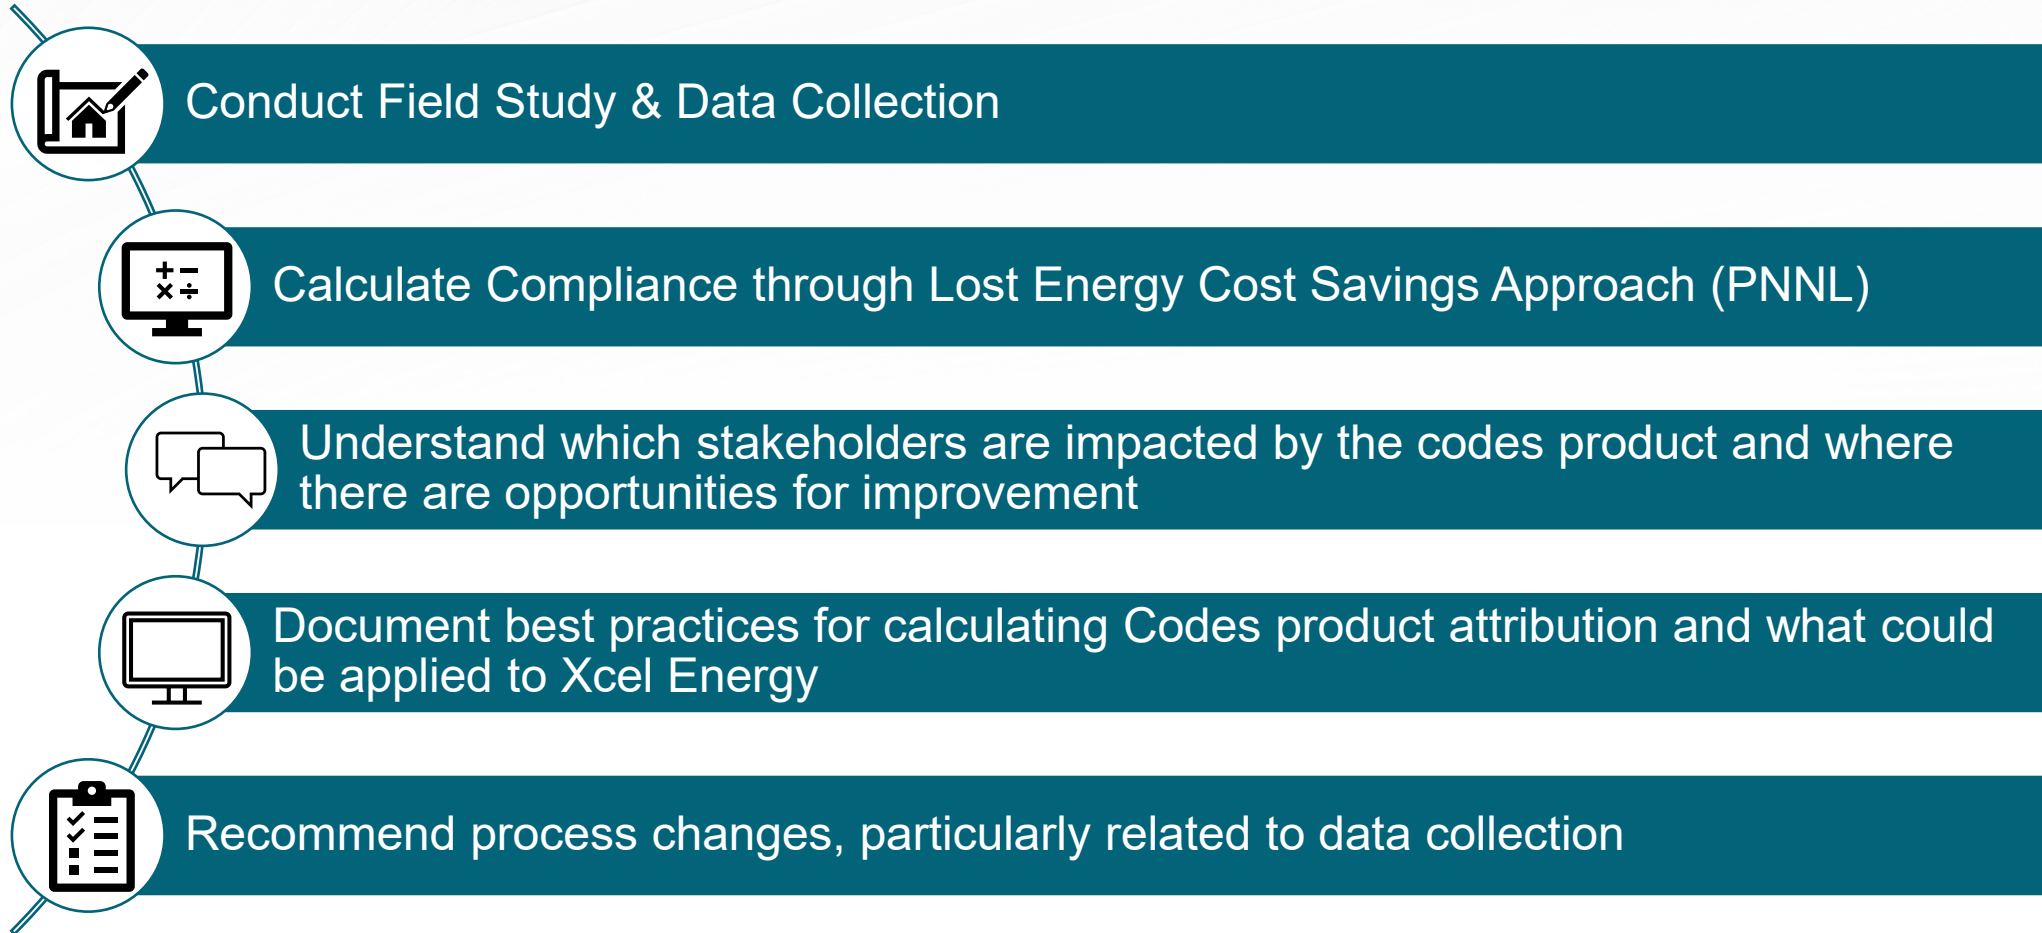 Conduct Field Study & Data Collection
Calculate Compliance through Lost Energy Cost Savings Approach (PNNL)
Understand which stakeholders are impacted by the codes product and where
there are opportunities for improvement
Document best practices for calculating Codes product attribution and what could
be applied to Xcel Energy
Recommend process changes, particularly related to data collection